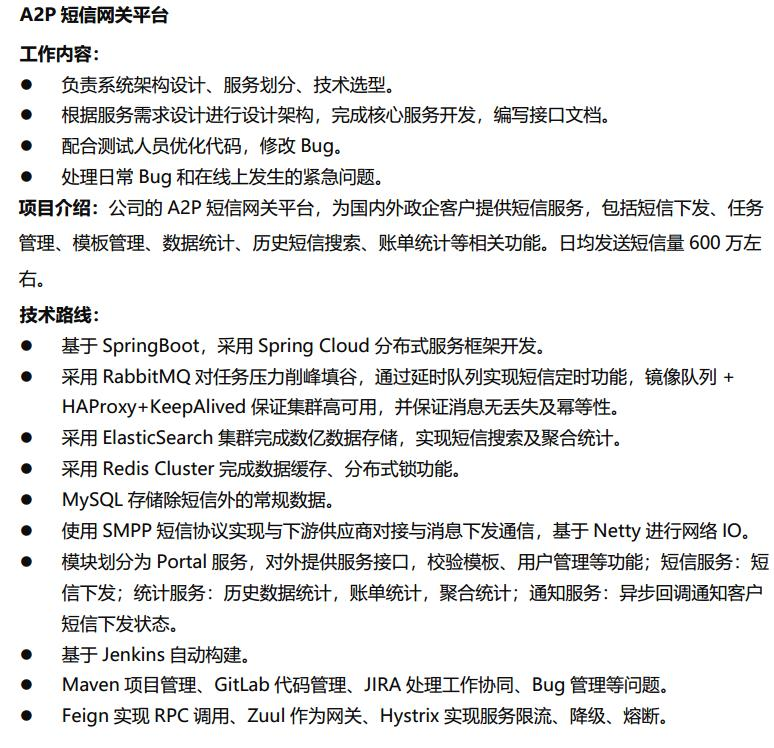 A2P 短信网关平台
工作内容：
● 负责系统架构设计、服务划分、技术选型。
● 根据服务需求设计进行设计架构，完成核心服务开发，编写接口文档。
● 配合测试人员优化代码，修改 Bug。
● 处理日常 Bug 和在线上发生的紧急问题。
项目介绍：公司的 A2P 短信网关平台，为国内外政企客户提供短信服务，包括短信下发、任务
管理、模板管理、数据统计、历史短信搜索、账单统计等相关功能。日均发送短信量 600 万左
右。
技术路线：
● 基于 SpringBoot，采用 Spring Cloud 分布式服务框架开发。
● 采用 RabbitMQ 对任务压力削峰填谷，通过延时队列实现短信定时功能，镜像队列 +
HAProxy+KeepAlived 保证集群高可用，并保证消息无丢失及幂等性。
● 采用 ElasticSearch 集群完成数亿数据存储，实现短信搜索及聚合统计。
● 采用 Redis Cluster 完成数据缓存、分布式锁功能。
● MySQL 存储除短信外的常规数据。
● 使用 SMPP 短信协议实现与下游供应商对接与消息下发通信，基于 Netty 进行网络 IO。
● 模块划分为 Portal 服务，对外提供服务接口，校验模板、用户管理等功能；短信服务：短
信下发；统计服务：历史数据统计，账单统计，聚合统计；通知服务：异步回调通知客户
短信下发状态。
● 基于 Jenkins 自动构建。
● Maven 项目管理、GitLab 代码管理、JIRA 处理工作协同、Bug 管理等问题。
● Feign 实现 RPC 调用、Zuul 作为网关、Hystrix 实现服务限流、降级、熔断。